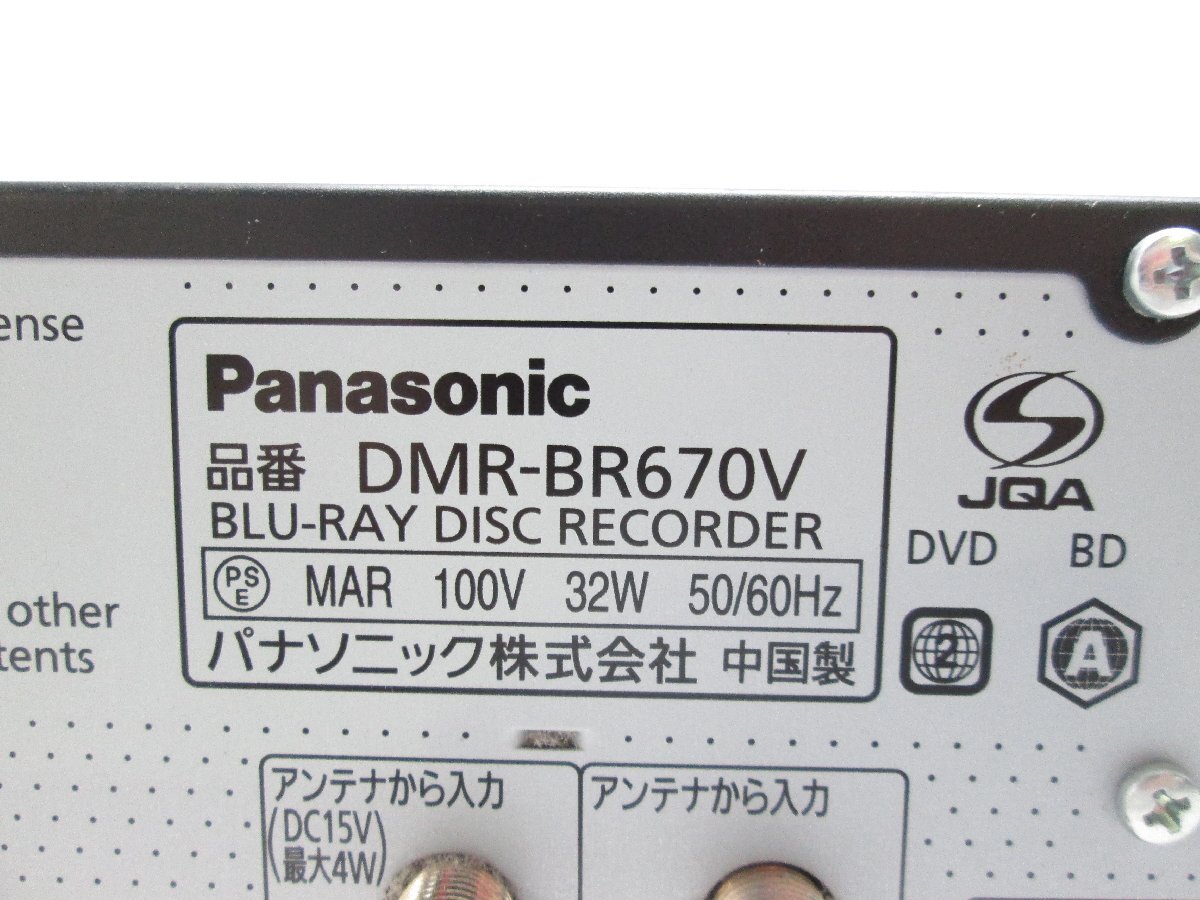 ense
other
tents
Panasonic
品番 DMR-BR670V
BLU-RAY DISC RECORDER
PS E MAR 100V 32W 50/60Hz
パナソニック株式会社 中国製
JQA
DVD BD
2 A
アンテナから入力
(DC15V
最大4W)
アンテナから入力